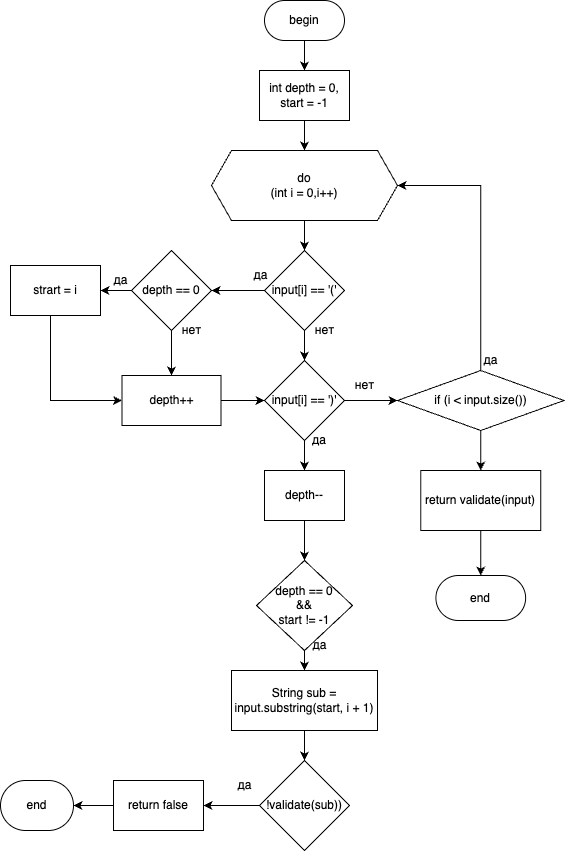 begin
int depth = 0,
start = -1
do
(int i = 0,i++)
strart = i
да
depth == 0
да
input[i] == '('
нет
нет
да
depth++
input[i] == ')'
нет
if (i < input.size())
да
depth--
return validate(input)
depth == 0
&&
start != -1
end
да
String sub =
input.substring(start, i + 1)
да
end
return false
!validate(sub))